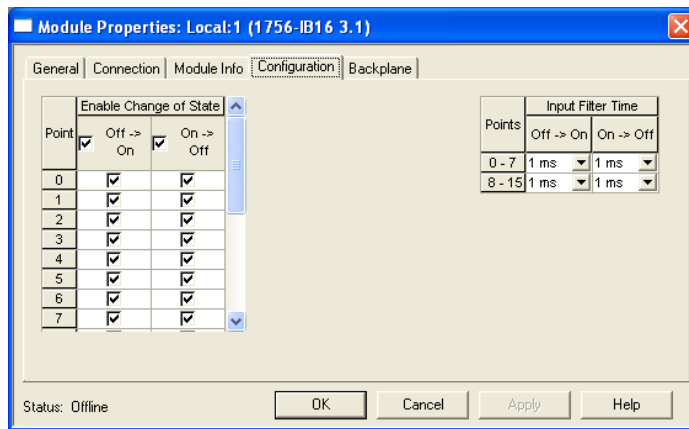 Module Properties: Local:1 (1756-IB16 3.1)
General Connection Module Info Configuration Backplane
Enable Change of State
Point Off -> On On -> Off
0
1
2
3
4
5
6
7
Input Filter Time
Points Off -> On On -> Off
0 - 7 1 ms 1 ms
8 - 15 1 ms 1 ms
Status: Offline OK Cancel Apply Help